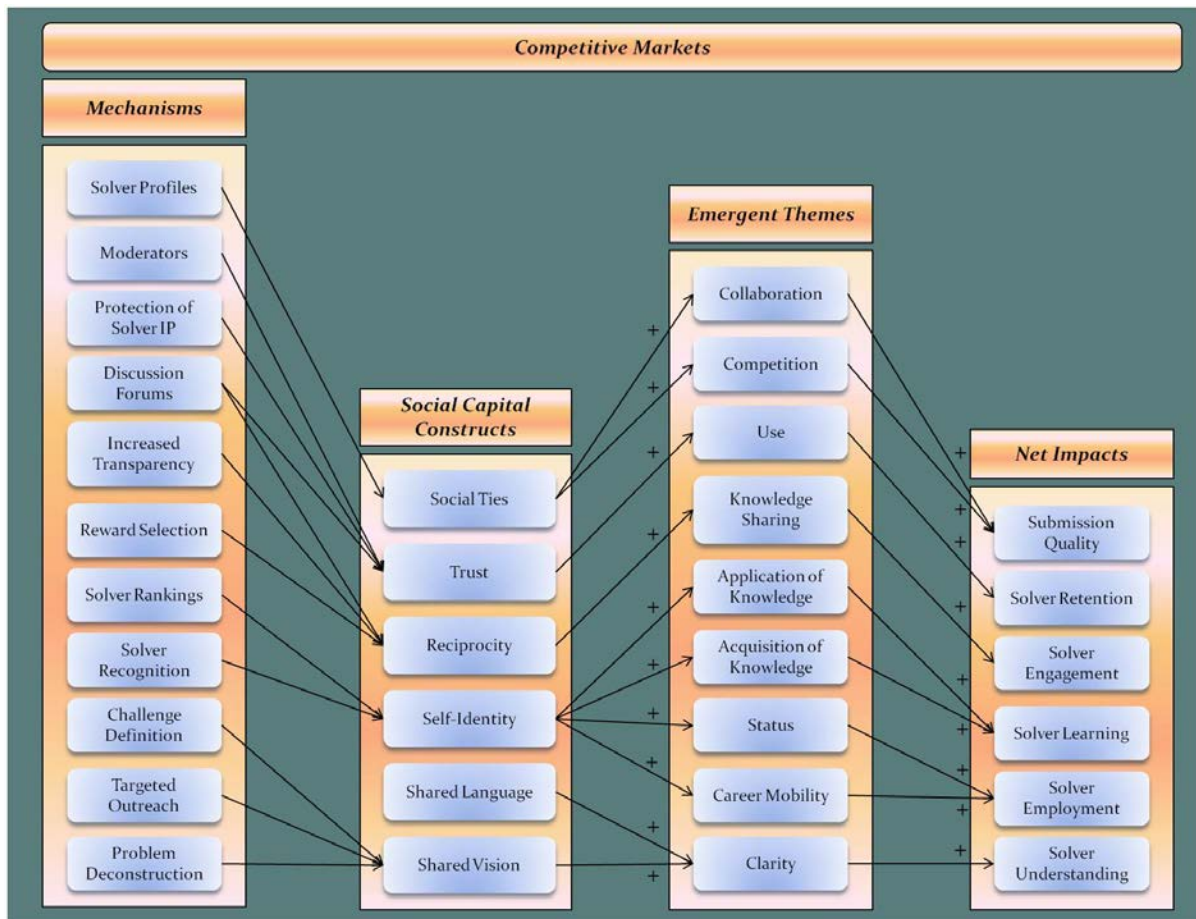 Competitive Markets
Mechanisms
Solver Profiles
Moderators
Protection of
Solver IP
Discussion
Forums
Increased
Transparency
Reward Selection
Solver Rankings
Solver
Recognition
Challenge
Definition
Targeted
Outreach
Problem
Deconstruction
Social Capital
Constructs
Social Ties
Trust
Reciprocity
Self-Identity
Shared Language
Shared Vision
+
+
+
+
+
+
+
+
+
+
Emergent Themes
Collaboration
Competition
Use
Knowledge
Sharing
Application of
Knowledge
Acquisition of
Knowledge
Status
Career Mobility
Clarity
+
+
+
+
+
+
+
+
+
Net Impacts
Submission
Quality
Solver Retention
Solver
Engagement
Solver Learning
Solver
Employment
Solver
Understanding